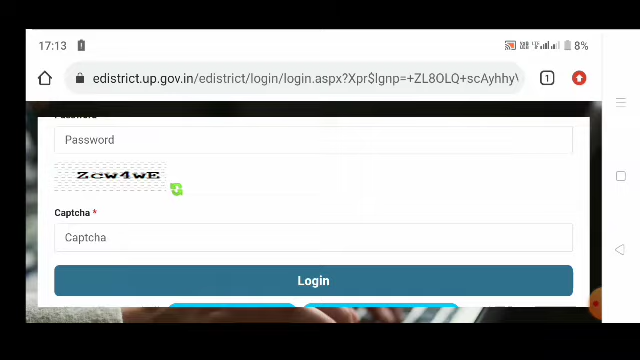 17:13 8%
edistrict.up.gov.in/edistrict/login/login.aspx?Xpr$lgnp=+ZL8OLQ+scAyhhy 1
Password
Zcw4wE
Captcha *
Captcha
Login